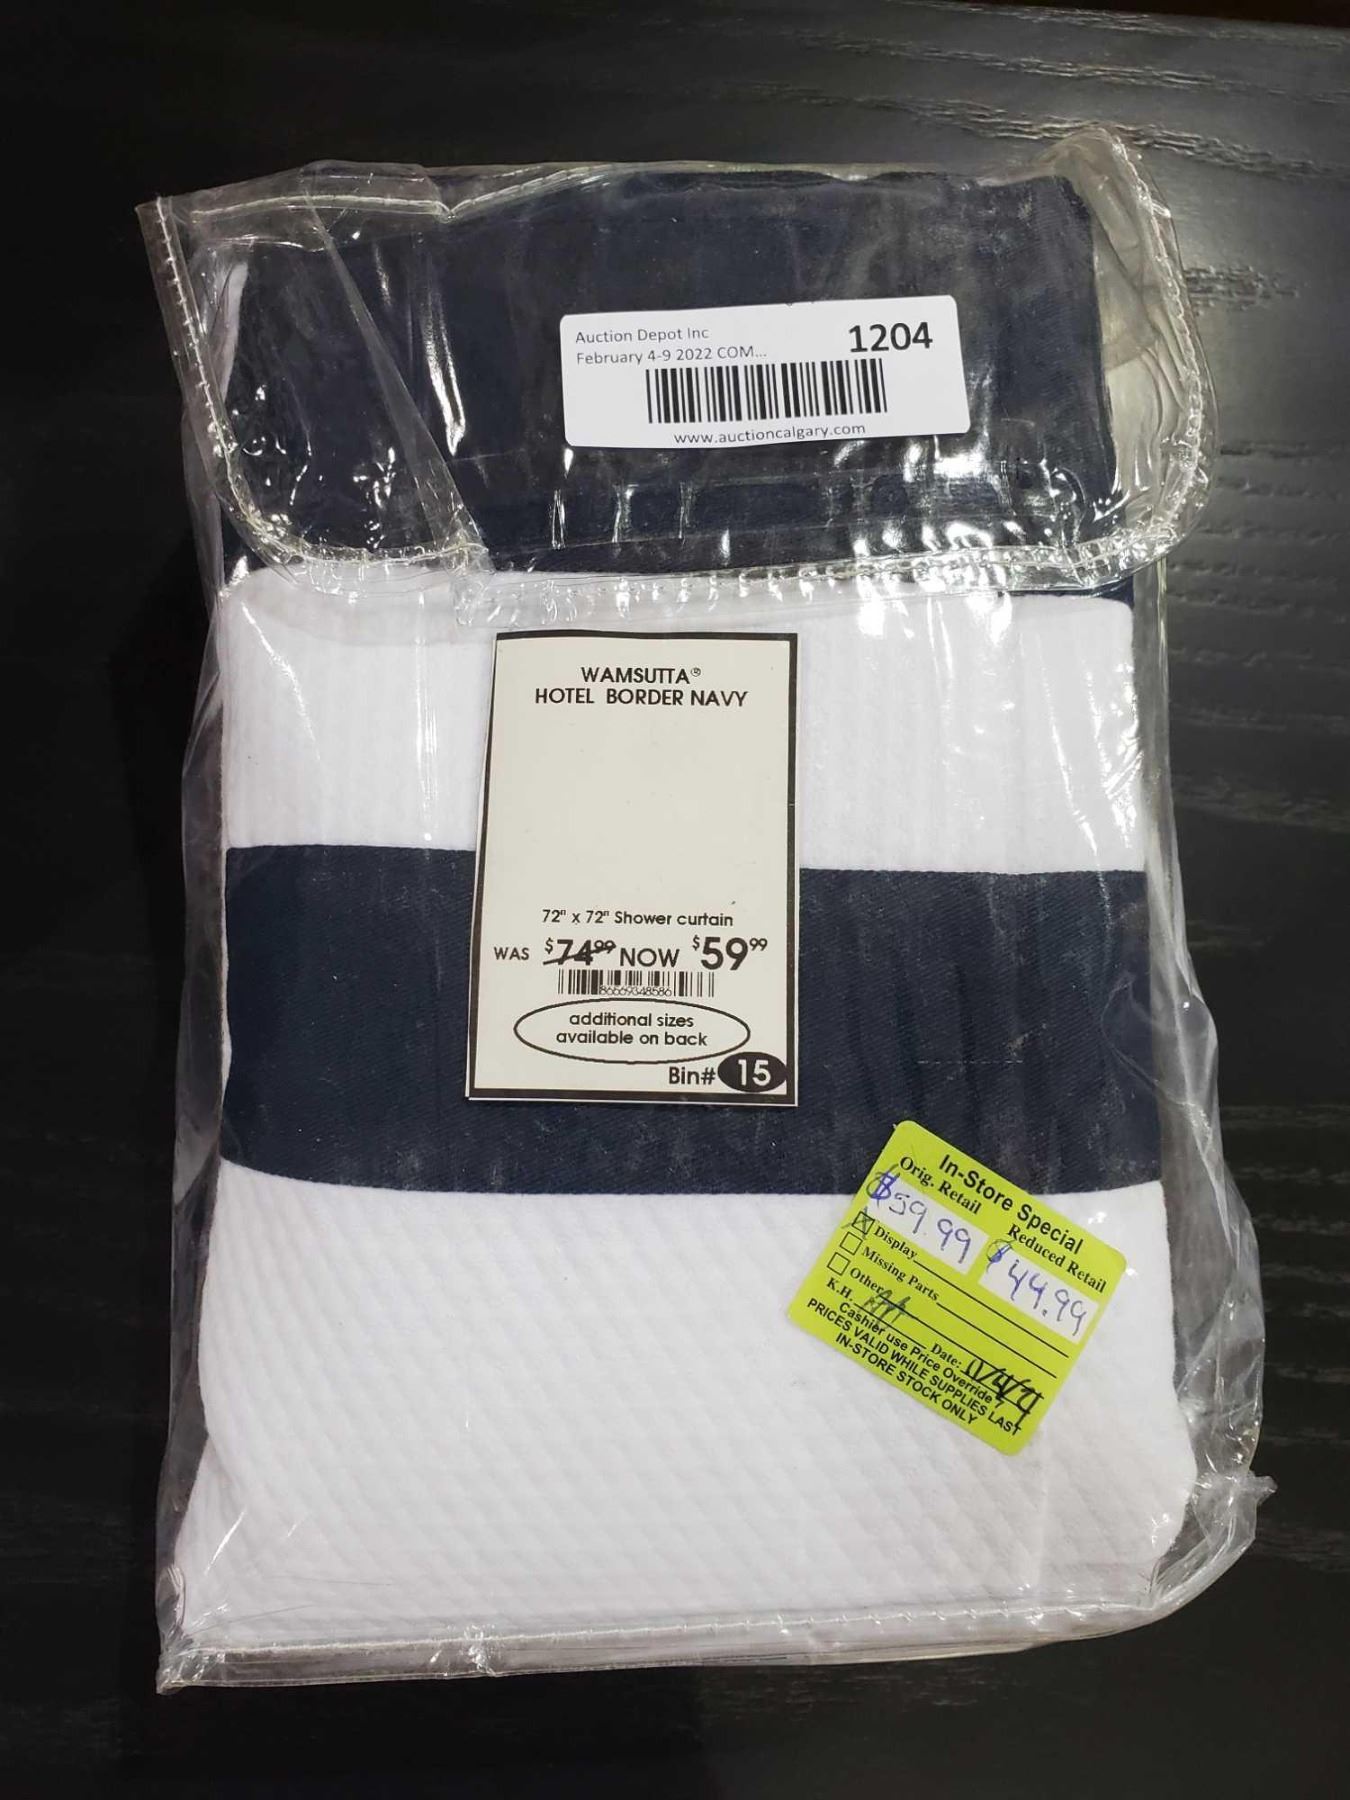 Auction Depot Inc
1204
February 4-9 2022 COM...
www.auctioncalgary.com
WAMSUTTA®
HOTEL BORDER NAVY
72" x 72" Shower curtain
WAS $74.99 NOW $59.99
86569348586
additional sizes
available on back
Bin# 15
In-Store Special
Orig. Retail
Reduced Retail
$59.99
$44.99
Display
Missing Parts
Other
K.H.
Date:
Cashier use Price Override
PRICES VALID WHILE SUPPLIES LAST
IN-STORE STOCK ONLY